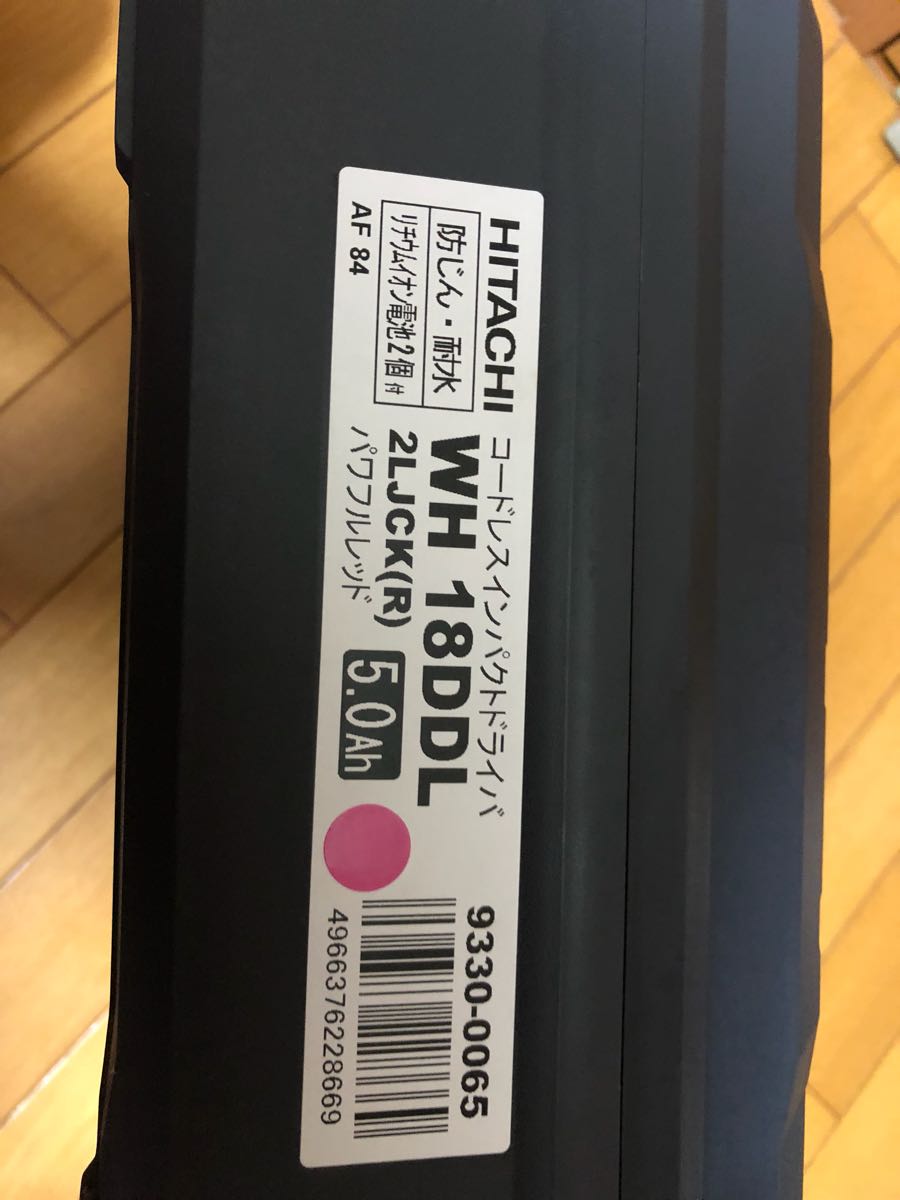 HITACHI
防じん・耐水
リチウムイオン電池2個付
AF 84
コードレスインパクトドライバ
WH 18DDL
2LJCK(R)
パワフルレッド
5.0Ah
9330-0065
4966376228669